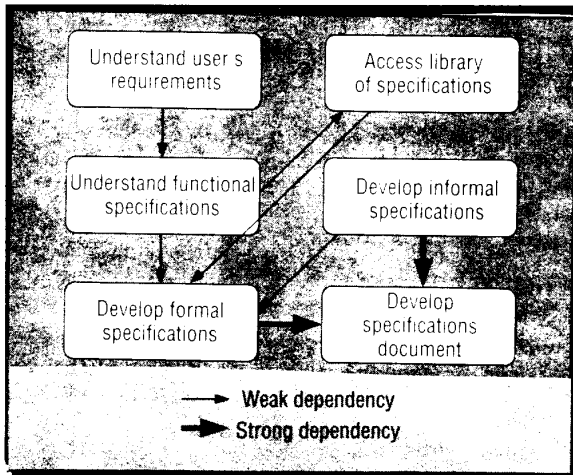 Understand user s
requirements
Access library
of specifications
Understand functional
specifications
Develop informal
specifications
Develop formal
specifications
Develop
specifications
document
Weak dependency
Strong dependency